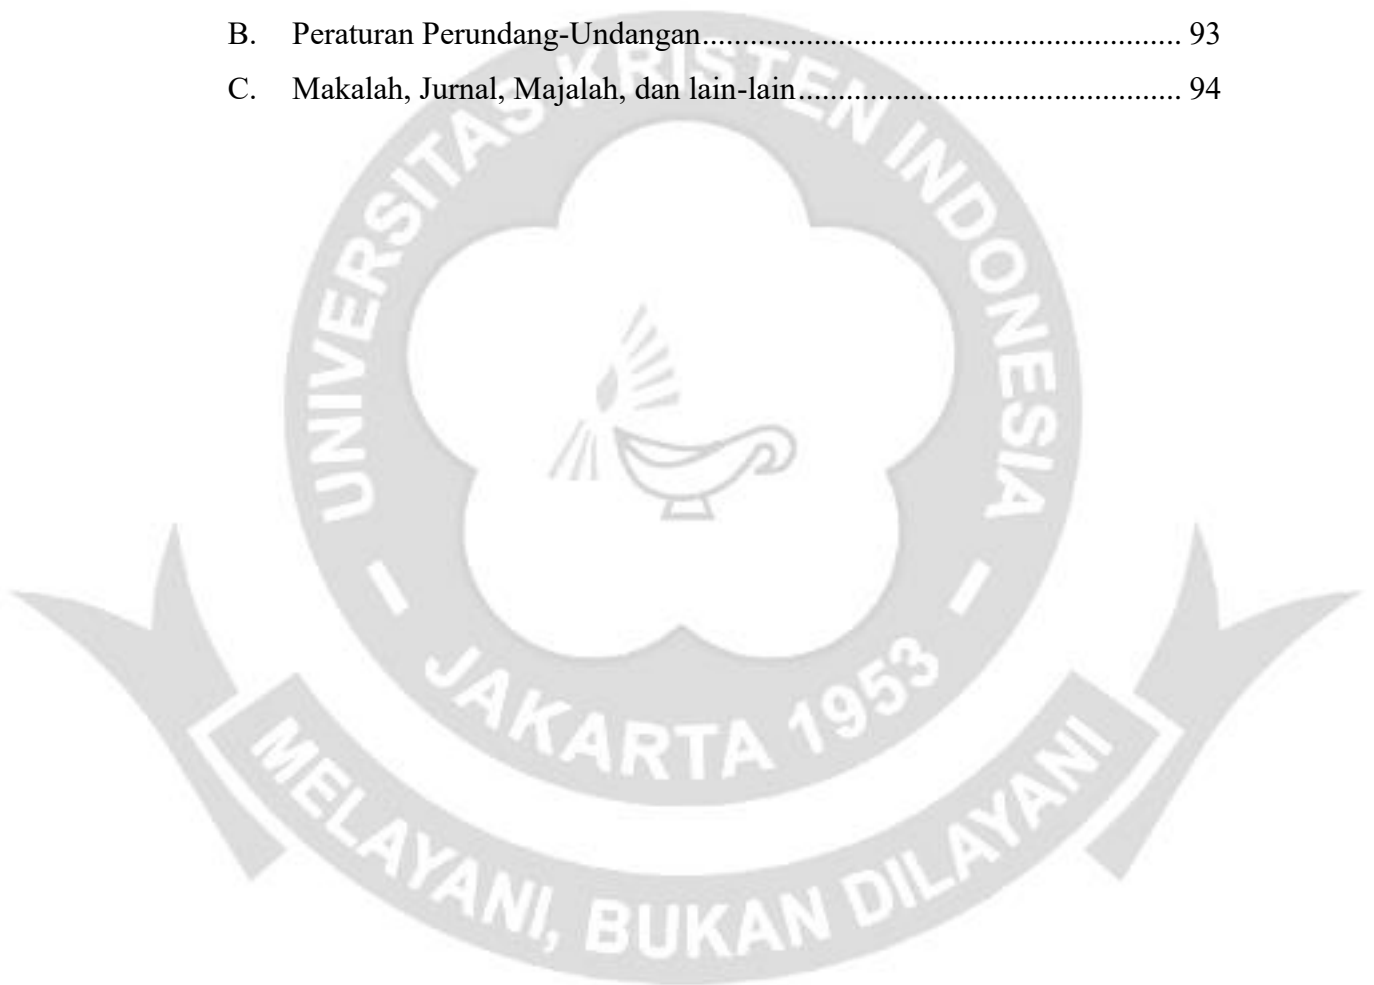 B. Peraturan Perundang-Undangan............................................................ 93
C. Makalah, Jurnal, Majalah, dan lain-lain................................................ 94
UNIVERSITAS KRISTEN INDONESIA
- JAKARTA 1953 -
MELAYANI, BUKAN DILAYANI